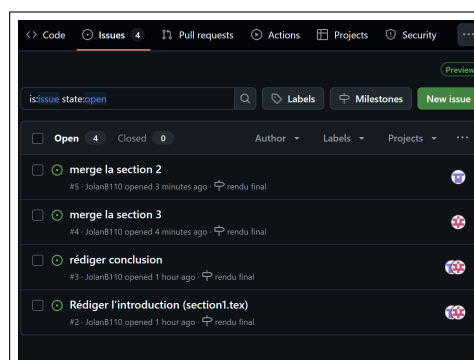 Code Issues 4 Pull requests Actions Projects Security
Preview
is:issue state:open Labels Milestones New issue
Open 4 Closed 0 Author Labels Projects
merge la section 2
#5 · JolanB110 opened 3 minutes ago · rendu final
merge la section 3
#4 · JolanB110 opened 4 minutes ago · rendu final
rédiger conclusion
#3 · JolanB110 opened 1 hour ago · rendu final
Rédiger l'introduction (section1.tex)
#2 · JolanB110 opened 1 hour ago · rendu final